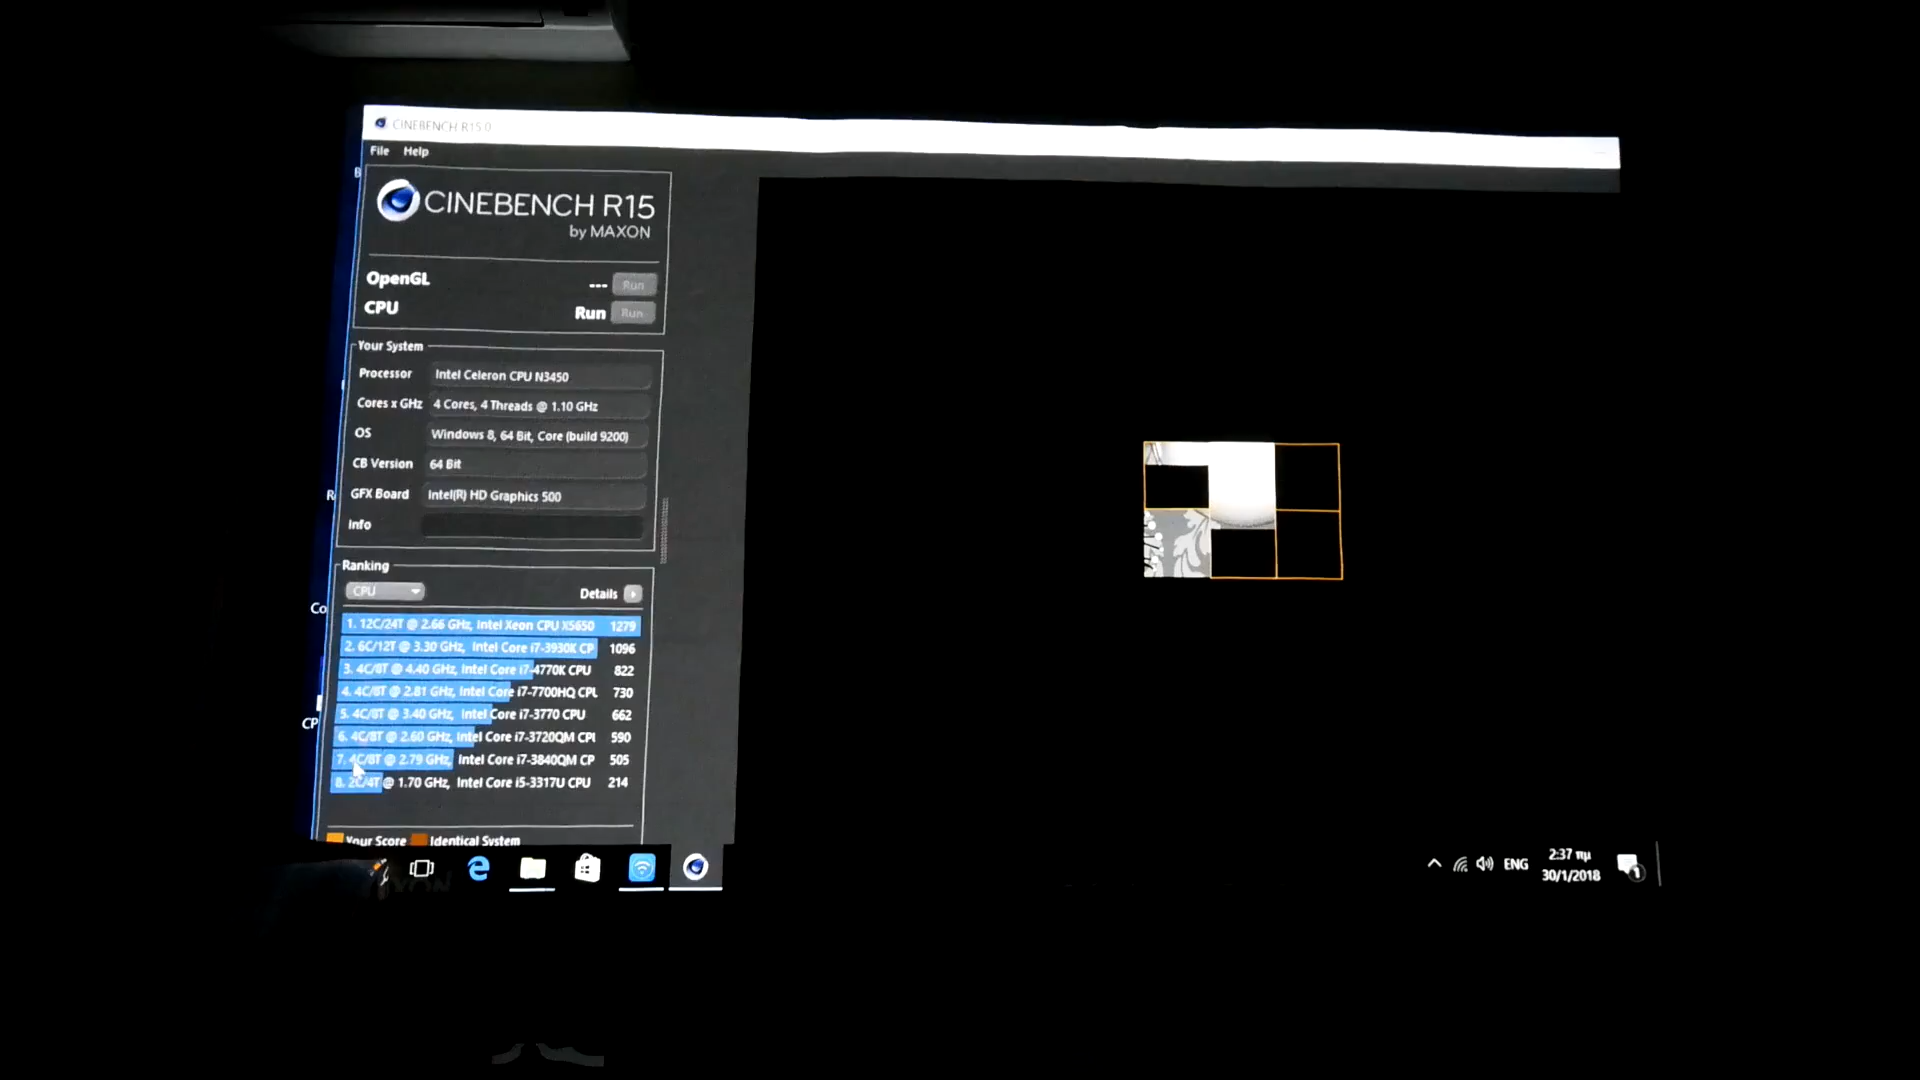 CINEBENCH R15.0
File Help
CINEBENCH R15
by MAXON
OpenGL --- Run
CPU Run Run
Your System
Processor Intel Celeron CPU N3450
Cores x GHz 4 Cores, 4 Threads @ 1.10 GHz
OS Windows 8, 64 Bit, Core (build 9200)
CB Version 64 Bit
GFX Board Intel(R) HD Graphics 500
Info
Ranking
CPU Details
1. 12C/24T @ 2.66 GHz, Intel Xeon CPU X5650 1279
2. 6C/12T @ 3.30 GHz, Intel Core i7-3930K CP 1096
3. 4C/8T @ 4.40 GHz, Intel Core i7-4770K CPU 822
4. 4C/8T @ 2.81 GHz, Intel Core i7-7700HQ CPU 730
5. 4C/8T @ 3.40 GHz, Intel Core i7-3770 CPU 662
6. 4C/8T @ 2.60 GHz, Intel Core i7-3720QM CPI 590
7. 4C/8T @ 2.79 GHz, Intel Core i7-3840QM CP 505
8. 2C/4T @ 1.70 GHz, Intel Core i5-3317U CPU 214
Your Score Identical System
Co
CP
ENG
2:37 πμ
30/1/2018
1